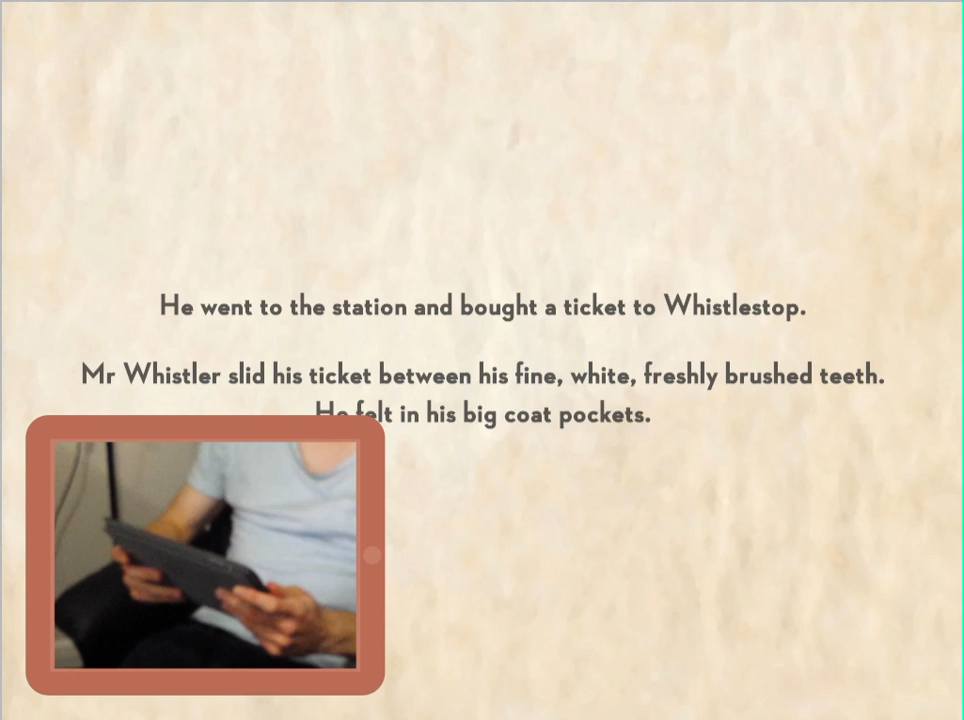 He went to the station and bought a ticket to Whistlestop.
Mr Whistler slid his ticket between his fine, white, freshly brushed teeth.
He felt in his big coat pockets.